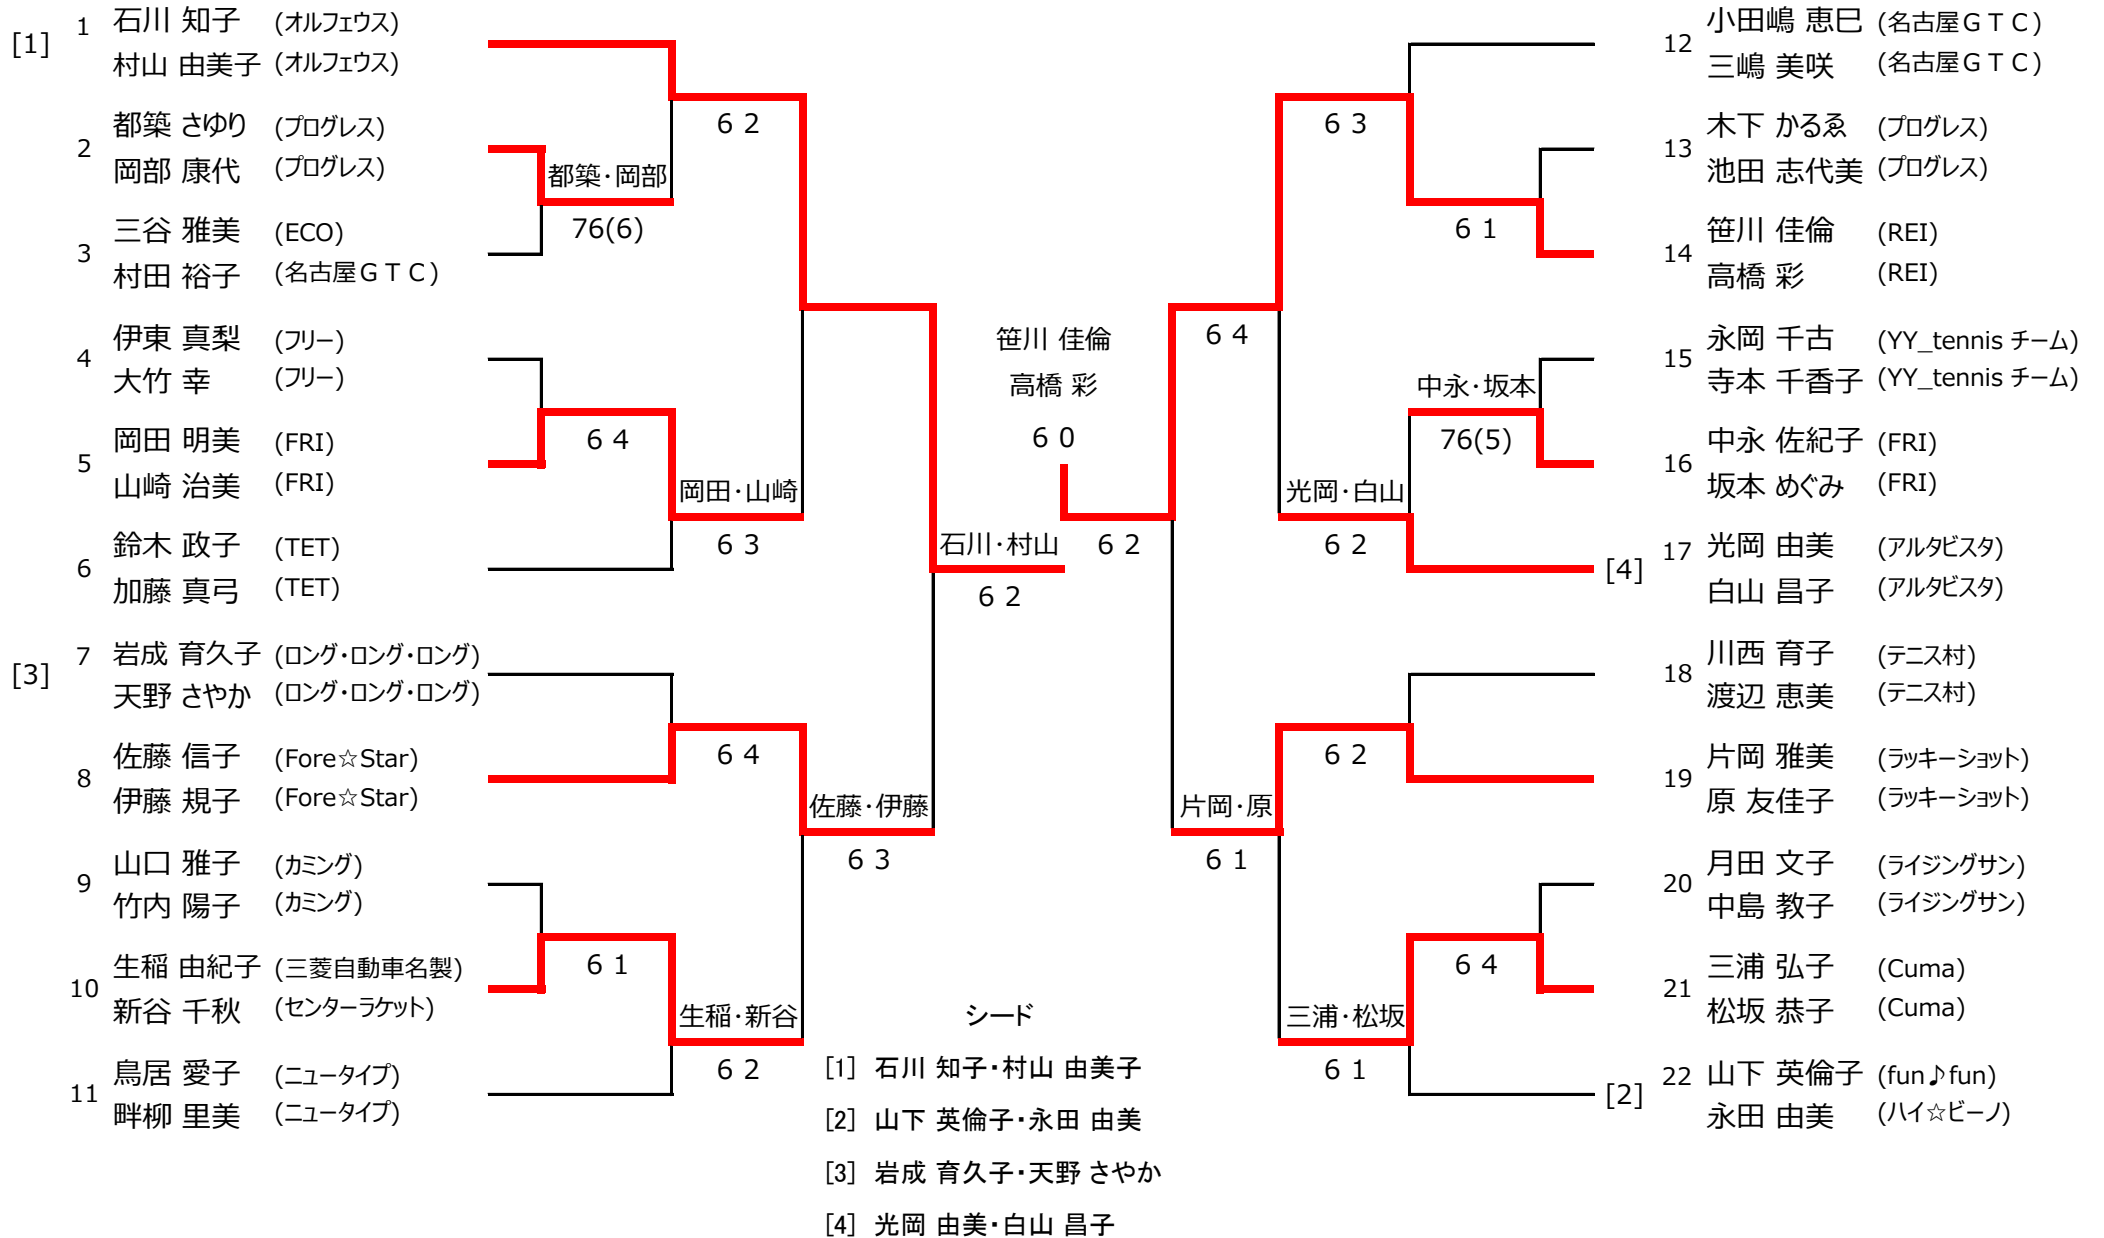 [1] 1 石川 知子 (オルフェウス)
村山 由美子 (オルフェウス)
2 都築 さゆり (プログレス)
岡部 康代 (プログレス)
3 三谷 雅美 (ECO)
村田 裕子 (名古屋GTC)
4 伊東 真梨 (フリー)
大竹 幸 (フリー)
5 岡田 明美 (FRI)
山崎 治美 (FRI)
6 鈴木 政子 (TET)
加藤 真弓 (TET)
[3] 7 岩成 育久子 (ロング・ロング・ロング)
天野 さやか (ロング・ロング・ロング)
8 佐藤 信子 (Fore☆Star)
伊藤 規子 (Fore☆Star)
9 山口 雅子 (カミング)
竹内 陽子 (カミング)
10 生稲 由紀子 (三菱自動車名製)
新谷 千秋 (センターラケット)
11 鳥居 愛子 (ニュータイプ)
畔柳 里美 (ニュータイプ)
都築・岡部
76(6)
6 4
6 1
6 2
岡田・山崎
6 3
6 4
生稲・新谷
6 2
佐藤・伊藤
6 3
石川・村山
6 2
笹川 佳倫
高橋 彩
6 0
6 2
6 4
片岡・原
6 1
6 3
光岡・白山
6 2
6 2
三浦・松坂
6 1
6 1
中永・坂本
76(5)
6 4
12 小田嶋 恵巳 (名古屋GTC)
三嶋 美咲 (名古屋GTC)
13 木下 かるゑ (プログレス)
池田 志代美 (プログレス)
14 笹川 佳倫 (REI)
高橋 彩 (REI)
15 永岡 千古 (YY_tennis チーム)
寺本 千香子 (YY_tennis チーム)
16 中永 佐紀子 (FRI)
坂本 めぐみ (FRI)
[4] 17 光岡 由美 (アルタビスタ)
白山 昌子 (アルタビスタ)
18 川西 育子 (テニス村)
渡辺 恵美 (テニス村)
19 片岡 雅美 (ラッキーショット)
原 友佳子 (ラッキーショット)
20 月田 文子 (ライジングサン)
中島 教子 (ライジングサン)
21 三浦 弘子 (Cuma)
松坂 恭子 (Cuma)
[2] 22 山下 英倫子 (fun♪fun)
永田 由美 (ハイ☆ビーノ)
シード
[1] 石川 知子・村山 由美子
[2] 山下 英倫子・永田 由美
[3] 岩成 育久子・天野 さやか
[4] 光岡 由美・白山 昌子